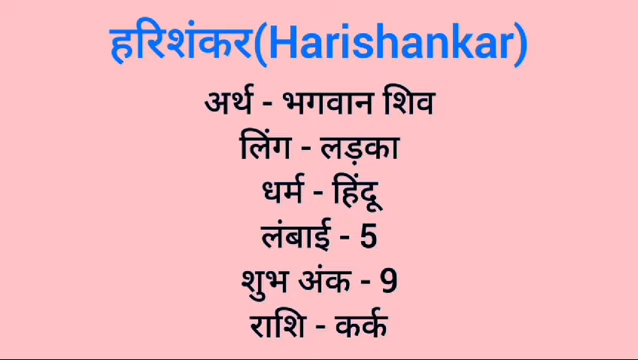 हरिशंकर(Harishankar)
अर्थ - भगवान शिव
लिंग - लड़का
धर्म - हिंदू
लंबाई - 5
शुभ अंक - 9
राशि - कर्क